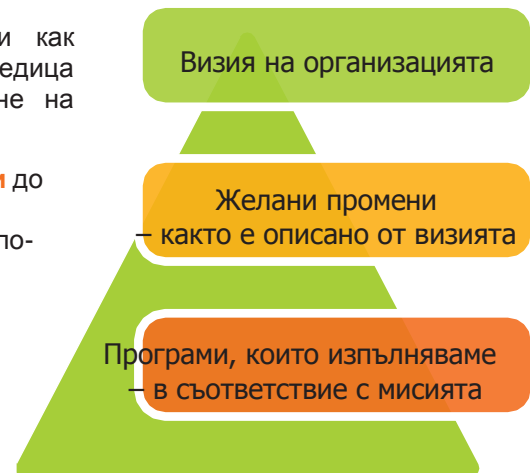 и как
едица
не на
и до
по-
Визия на организацията
Желани промени
– както е описано от визията
Програми, които изпълняваме
– в съответствие с мисията